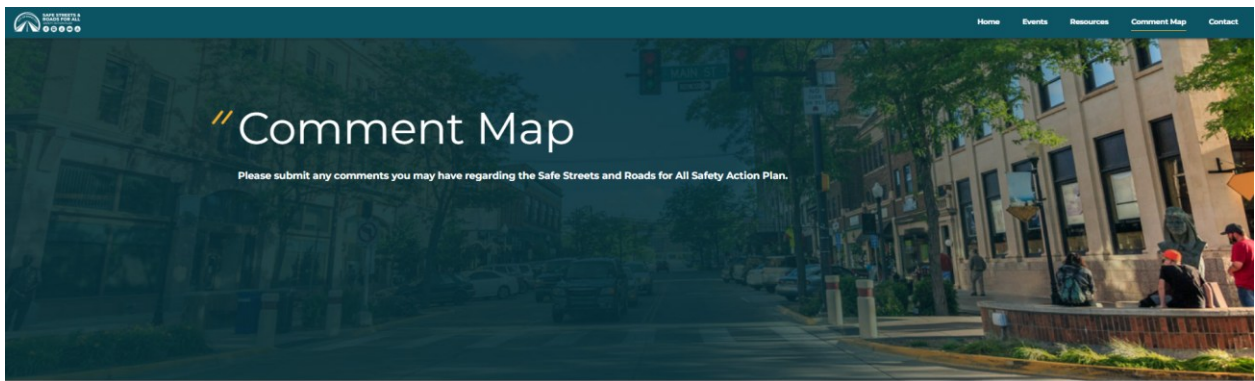 SAFE STREETS &
ROADS FOR ALL
Home Events Resources Comment Map Contact
MAIN ST
// Comment Map
Please submit any comments you may have regarding the Safe Streets and Roads for All Safety Action Plan.